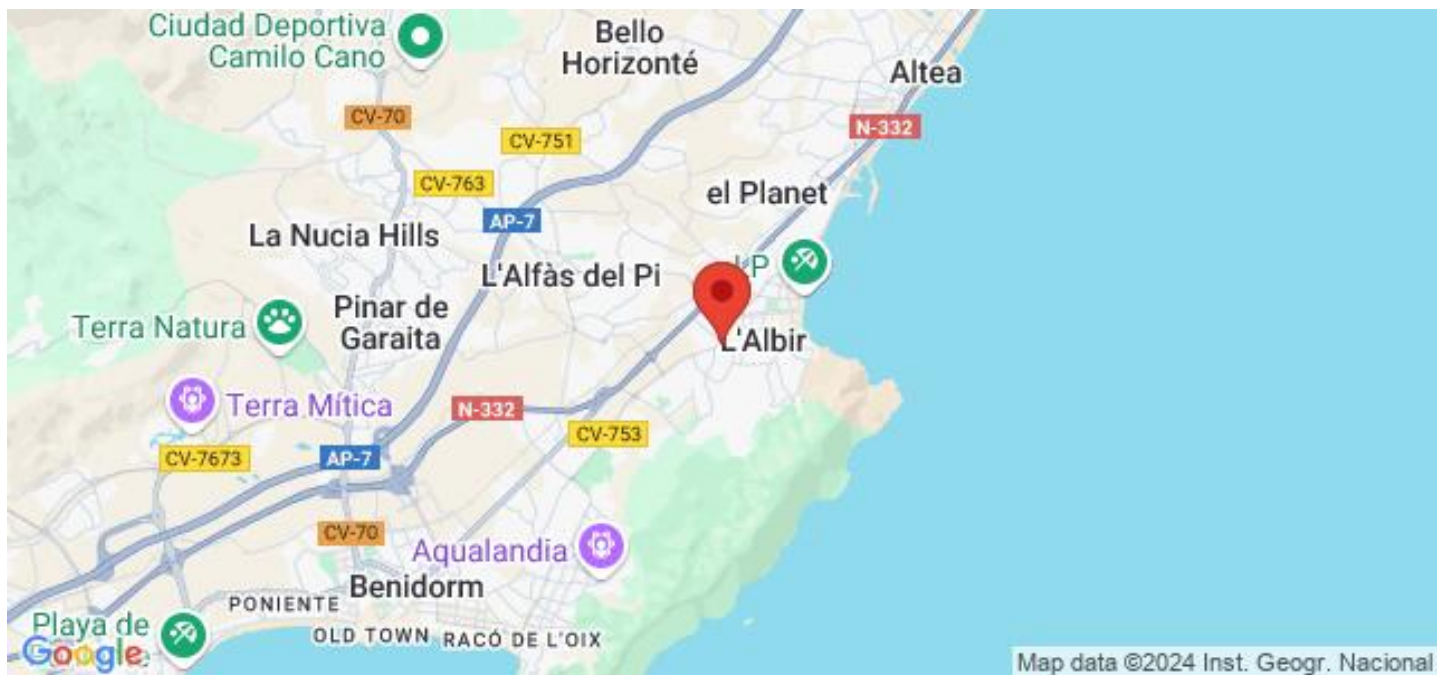 Ciudad Deportiva
Camilo Cano
Bello
Horizonté
Altea
CV-70
N-332
CV-751
CV-763
el Planet
AP-7
La Nucia Hills
L'Alfàs del Pi
Pinar de
Garaita
Terra Natura
L'Albir
Terra Mítica
N-332
CV-753
CV-7673
AP-7
CV-70
Aqualandia
Benidorm
PONIENTE
Playa de
OLD TOWN
RACÓ DE L'OIX
Google
Map data ©2024 Inst. Geogr. Nacional